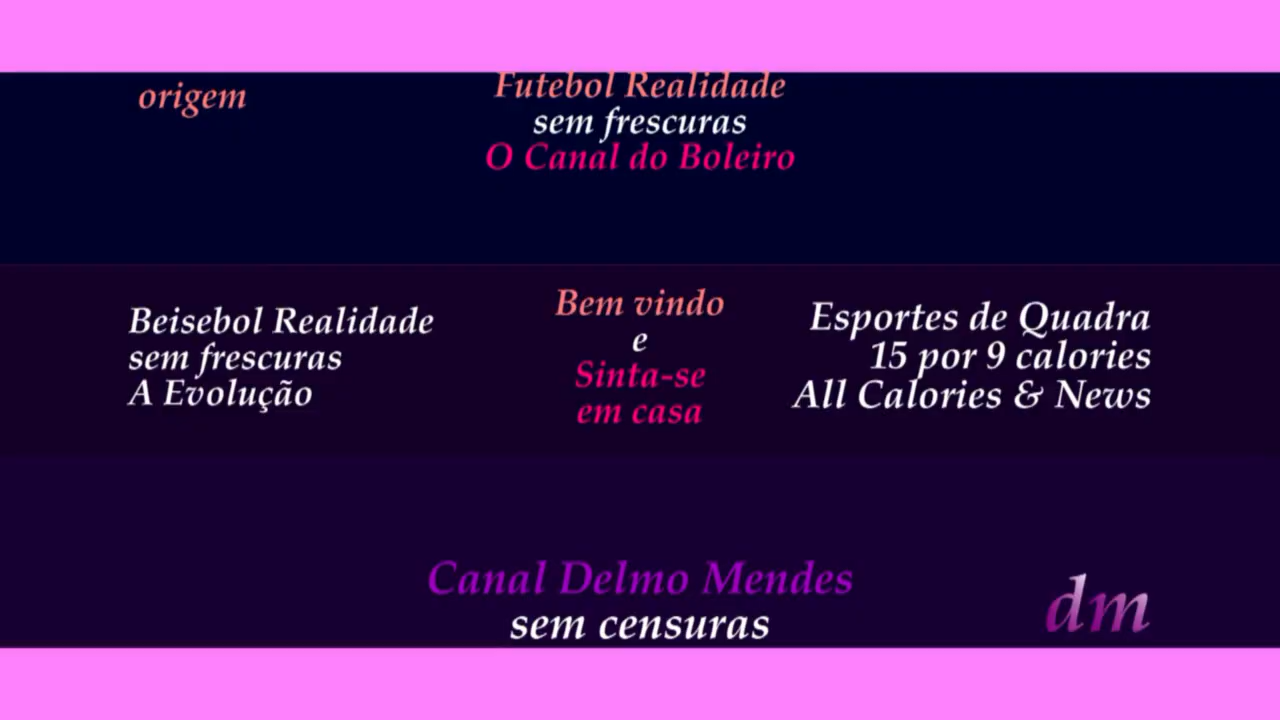 origem
Futebol Realidade
sem frescuras
O Canal do Boleiro
Beisebol Realidade
sem frescuras
A Evolução
Bem vindo
e
Sinta-se
em casa
Esportes de Quadra
15 por 9 calories
All Calories & News
Canal Delmo Mendes
sem censuras
dm